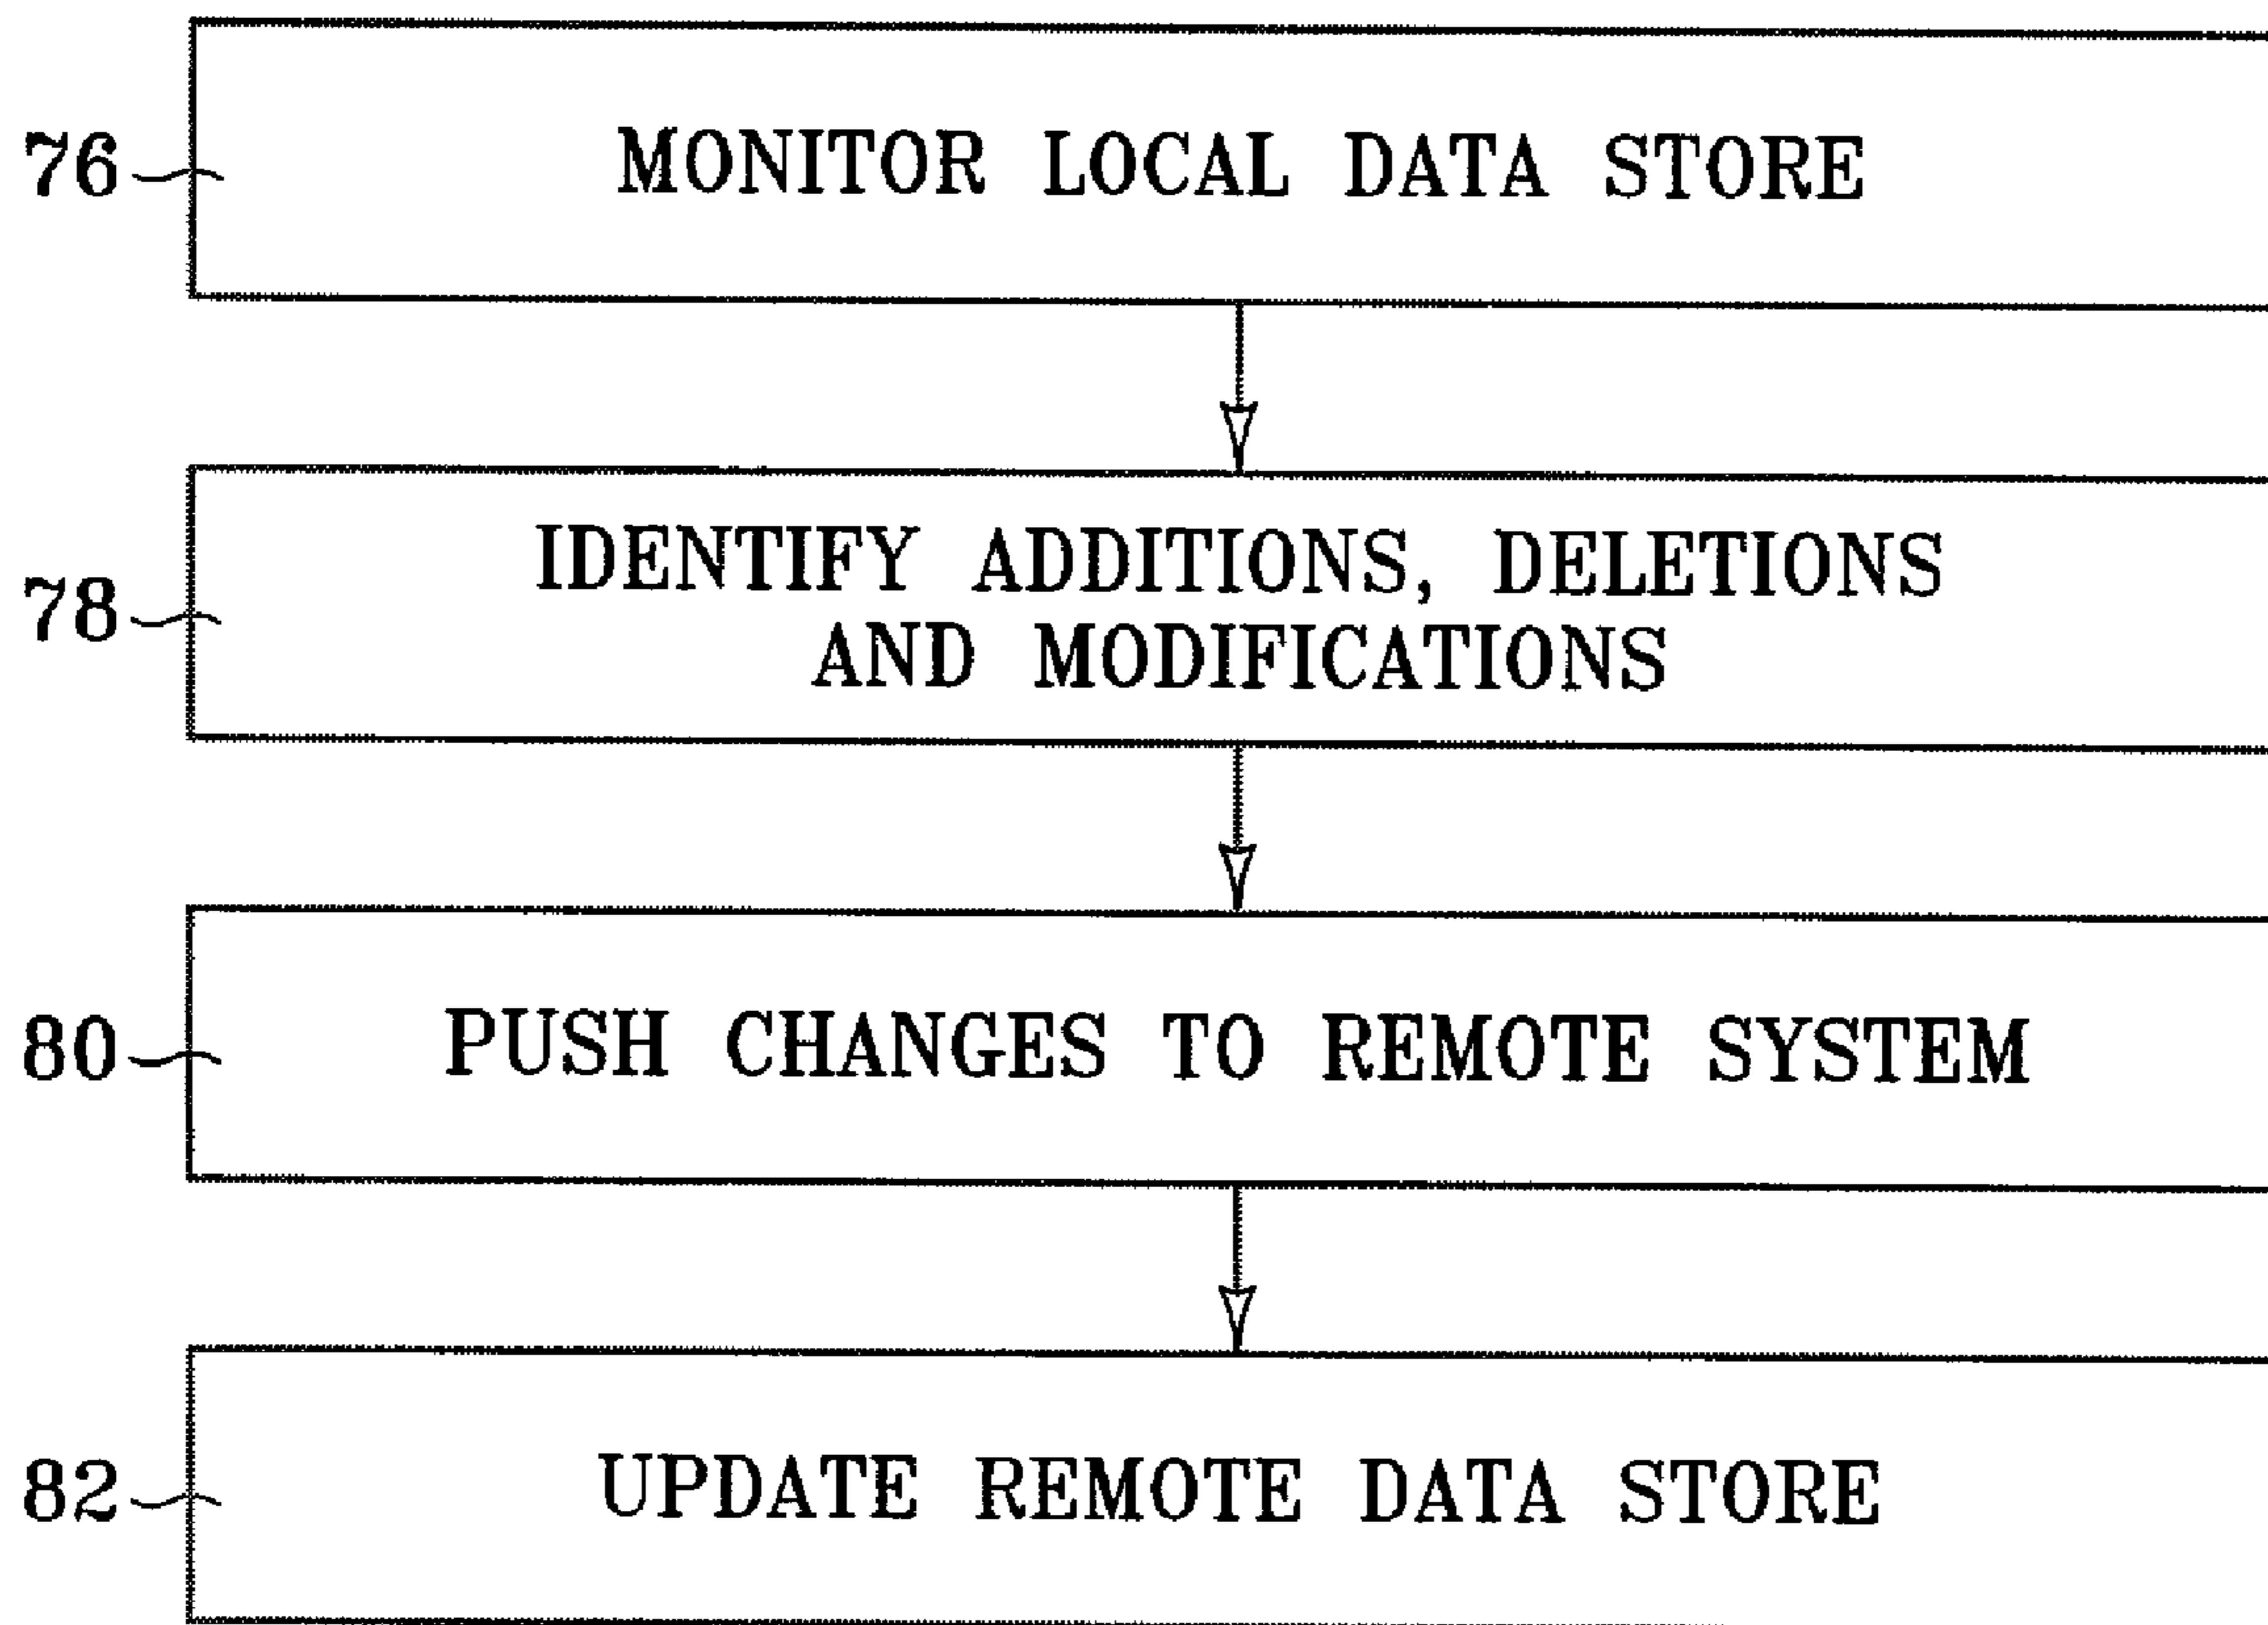 76
MONITOR LOCAL DATA STORE
78
IDENTIFY ADDITIONS, DELETIONS
AND MODIFICATIONS
80
PUSH CHANGES TO REMOTE SYSTEM
82
UPDATE REMOTE DATA STORE